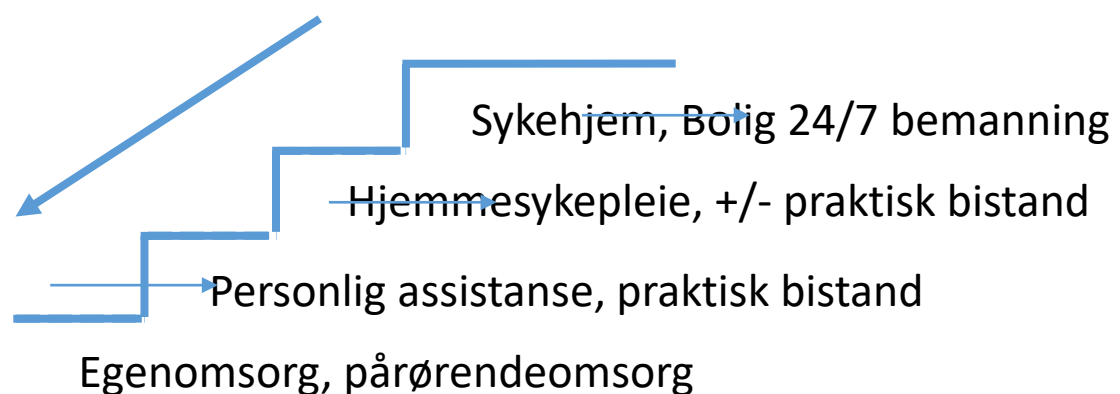 Sykehjem, Bolig 24/7 bemanning
Hjemmesykepleie, +/- praktisk bistand
Personlig assistanse, praktisk bistand
Egenomsorg, pårørendeomsorg